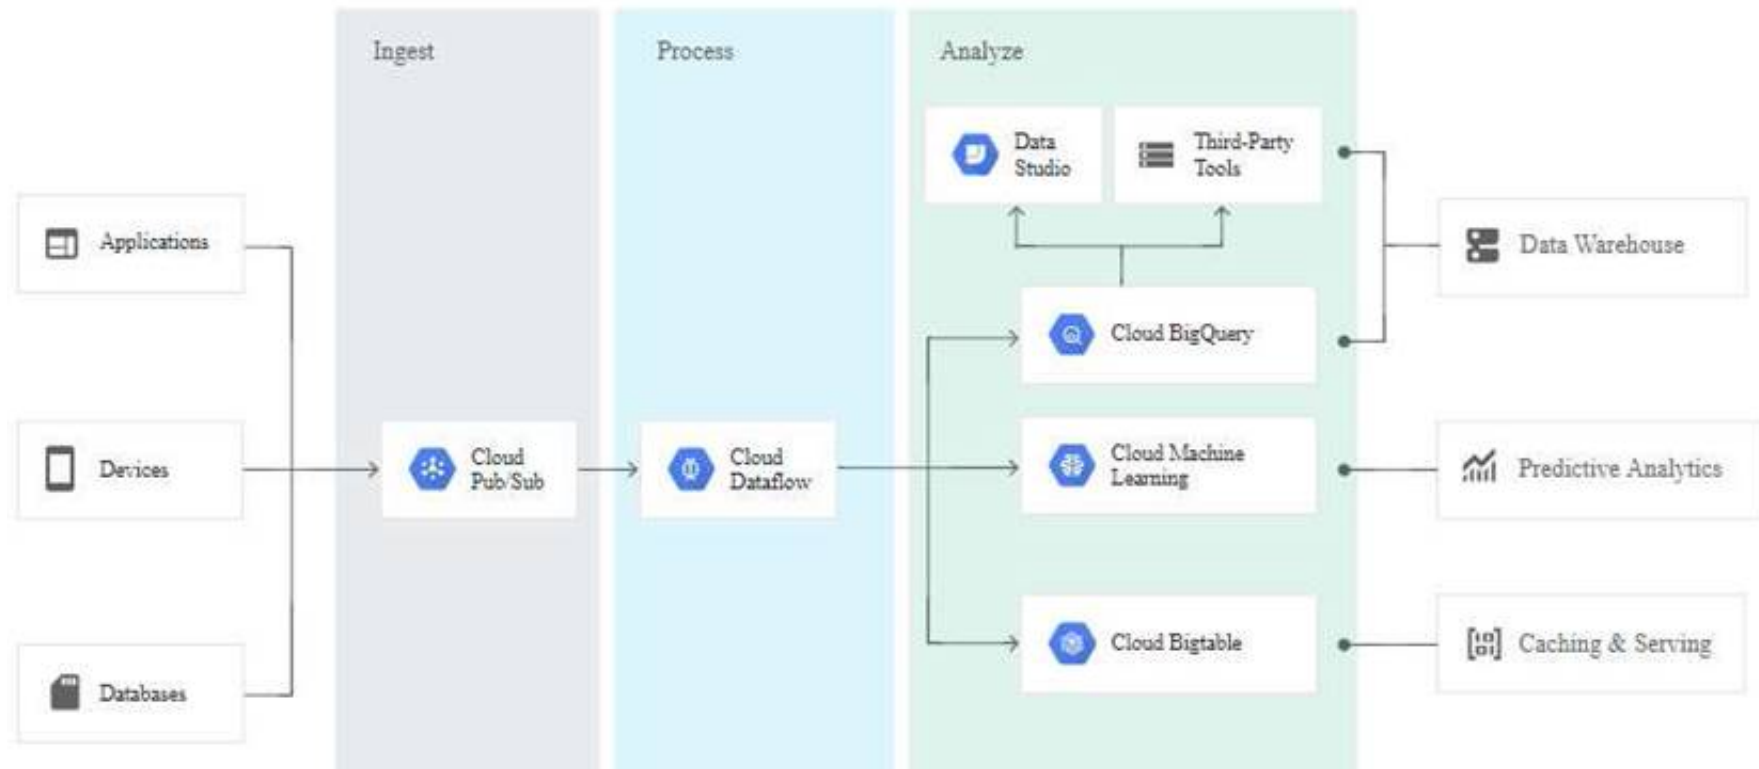 Ingest
Process
Analyze
Data
Studio
Third-Party
Tools
Applications
Data Warehouse
Cloud BigQuery
Devices
Cloud
Pub/Sub
Cloud
Dataflow
Cloud Machine
Learning
Predictive Analytics
Databases
Cloud Bigtable
Caching & Serving